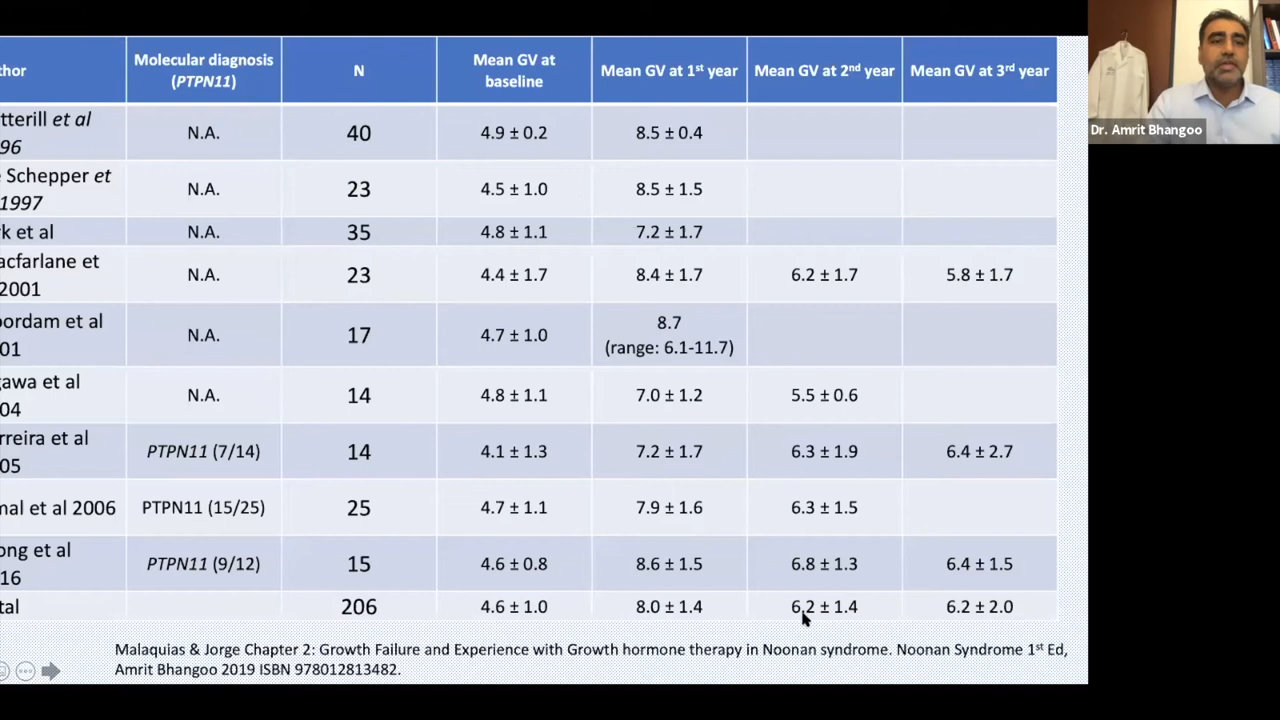 thor
Molecular diagnosis
(PTPN11)
N
Mean GV at
baseline
Mean GV at 1st year
Mean GV at 2nd year
Mean GV at 3rd year
tterill et al
96
N.A.
40
4.9 ± 0.2
8.5 ± 0.4
e Schepper et
1997
N.A.
23
4.5 ± 1.0
8.5 ± 1.5
rk et al
N.A.
35
4.8 ± 1.1
7.2 ± 1.7
acfarlane et
2001
N.A.
23
4.4 ± 1.7
8.4 ± 1.7
6.2 ± 1.7
5.8 ± 1.7
oordam et al
01
N.A.
17
4.7 ± 1.0
8.7
(range: 6.1-11.7)
gawa et al
04
N.A.
14
4.8 ± 1.1
7.0 ± 1.2
5.5 ± 0.6
rreira et al
05
PTPN11 (7/14)
14
4.1 ± 1.3
7.2 ± 1.7
6.3 ± 1.9
6.4 ± 2.7
mal et al 2006
PTPN11 (15/25)
25
4.7 ± 1.1
7.9 ± 1.6
6.3 ± 1.5
ong et al
16
PTPN11 (9/12)
15
4.6 ± 0.8
8.6 ± 1.5
6.8 ± 1.3
6.4 ± 1.5
tal
206
4.6 ± 1.0
8.0 ± 1.4
6.2 ± 1.4
6.2 ± 2.0
Malaquias & Jorge Chapter 2: Growth Failure and Experience with Growth hormone therapy in Noonan syndrome. Noonan Syndrome 1st Ed,
Amrit Bhangoo 2019 ISBN 978012813482.
Dr. Amrit Bhangoo